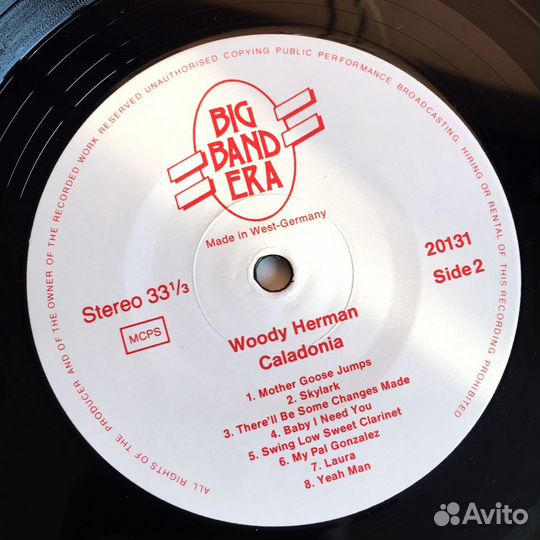 ALL RIGHTS OF THE PRODUCER AND OF THE OWNER OF THE RECORDED WORK RESERVED UNAUTHORISED COPYING PUBLIC PERFORMANCE BROADCASTING HIRING OR RENTAL OF THIS RECORDING PROHIBITED
BIG
BAND
ERA
Made in West-Germany
Stereo 33 1/3
MCPS
20131
Side 2
Woody Herman
Caladonia
1. Mother Goose Jumps
2. Skylark
3. There'll Be Some Changes Made
4. Baby I Need You
5. Swing Low Sweet Clarinet
6. My Pal Gonzalez
7. Laura
8. Yeah Man
Avito